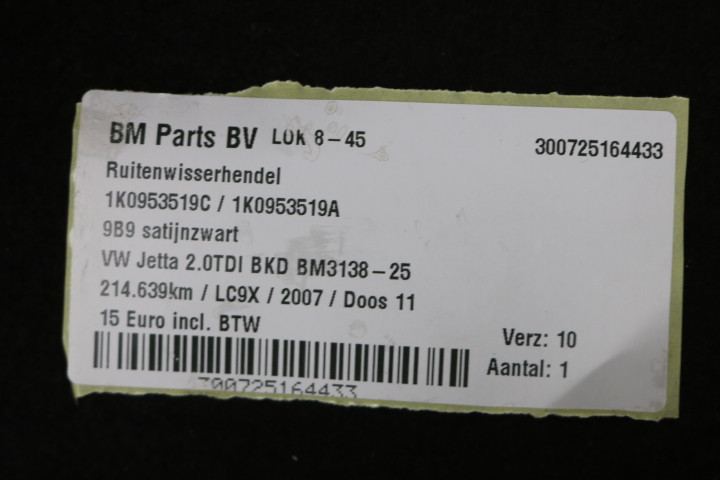 BM Parts BV LOK 8-45
300725164433
Ruitenwisserhendel
1K0953519C / 1K0953519A
9B9 satijnzwart
VW Jetta 2.0TDI BKD BM3138-25
214.639km / LC9X / 2007 / Doos 11
15 Euro incl. BTW
Verz: 10
Aantal: 1
300725164433